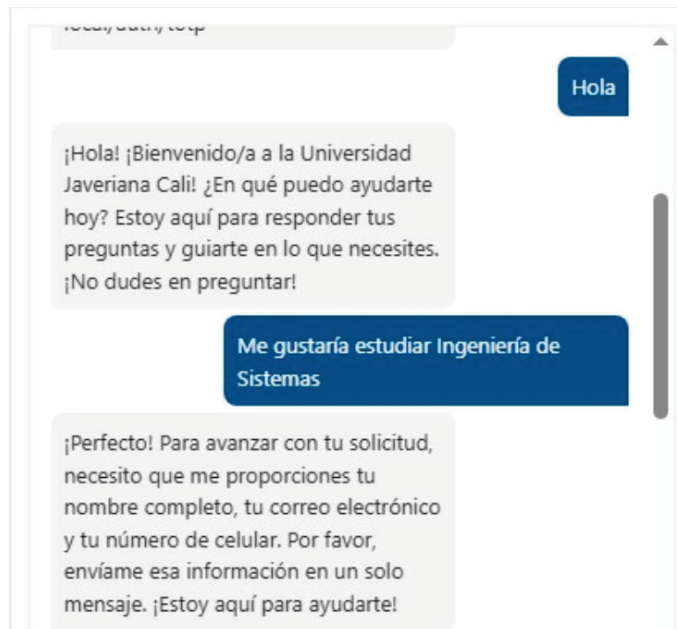 Hola
¡Hola! ¡Bienvenido/a a la Universidad
Javeriana Cali! ¿En qué puedo ayudarte
hoy? Estoy aquí para responder tus
preguntas y guiarte en lo que necesites.
¡No dudes en preguntar!
Me gustaría estudiar Ingeniería de
Sistemas
¡Perfecto! Para avanzar con tu solicitud,
necesito que me proporciones tu
nombre completo, tu correo electrónico
y tu número de celular. Por favor,
envíame esa información en un solo
mensaje. ¡Estoy aquí para ayudarte!